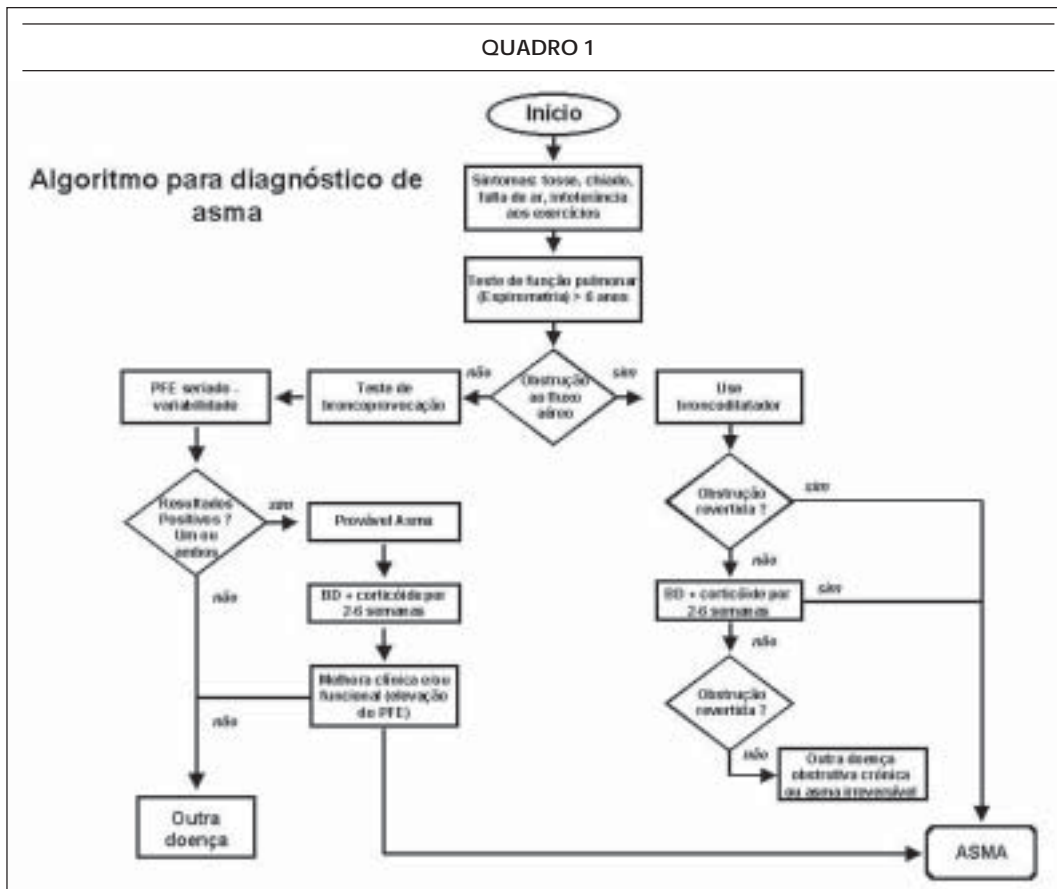 QUADRO 1
Início
Algoritmo para diagnóstico de
asma
Sintomas: tosse, chiado,
falta de ar, intolerância
aos exercícios
Teste de função pulmonar
(Espirometria) > 6 anos
Obstrução
ao fluxo
aéreo
não
sim
PFE seriado -
variabilidade
Teste de
broncoprovocação
Uso
broncodilatador
Resultados
Positivos ?
Um ou
ambos
sim
não
Provável Asma
BD + corticóide por
2-6 semanas
Melhora clínica e/ou
funcional (elevação
do PFE)
não
Outra
doença
Obstrução
revertida ?
sim
não
BD + corticóide por
2-6 semanas
sim
não
Obstrução
revertida ?
não
Outra doença
obstrutiva crônica
ou asma irreversível
ASMA